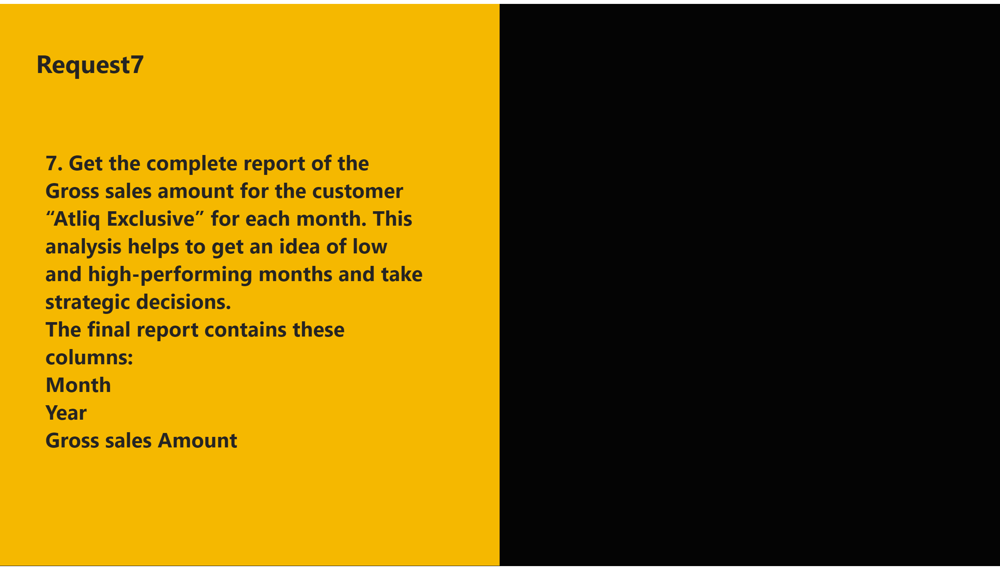 Request7
7. Get the complete report of the
Gross sales amount for the customer
“Atliq Exclusive” for each month. This
analysis helps to get an idea of low
and high-performing months and take
strategic decisions.
The final report contains these
columns:
Month
Year
Gross sales Amount